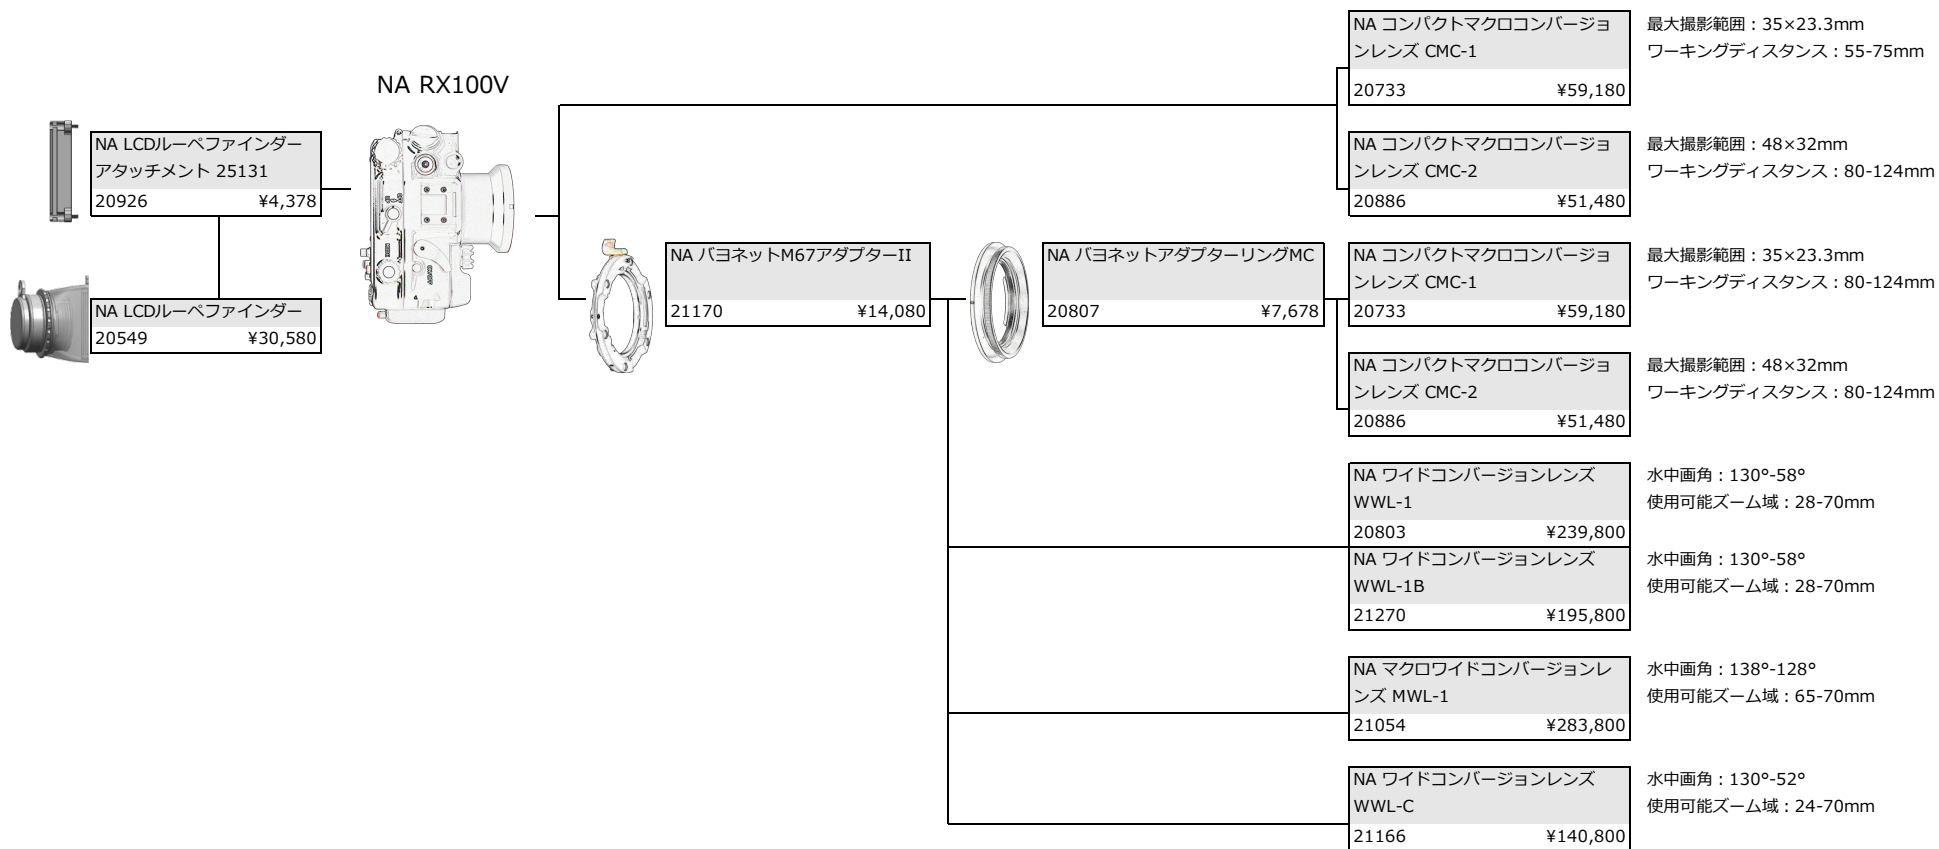 NA RX100V
NA LCDルーペファインダー
アタッチメント 25131
20926 ¥4,378
NA LCDルーペファインダー
20549 ¥30,580
NA バヨネットM67アダプターII
21170 ¥14,080
NA バヨネットアダプターリングMC
20807 ¥7,678
NA コンパクトマクロコンバージョ
ンレンズ CMC-1
20733 ¥59,180
最大撮影範囲：35×23.3mm
ワーキングディスタンス：55-75mm
NA コンパクトマクロコンバージョ
ンレンズ CMC-2
20886 ¥51,480
最大撮影範囲：48×32mm
ワーキングディスタンス：80-124mm
NA コンパクトマクロコンバージョ
ンレンズ CMC-1
20733 ¥59,180
最大撮影範囲：35×23.3mm
ワーキングディスタンス：80-124mm
NA コンパクトマクロコンバージョ
ンレンズ CMC-2
20886 ¥51,480
最大撮影範囲：48×32mm
ワーキングディスタンス：80-124mm
NA ワイドコンバージョンレンズ
WWL-1
20803 ¥239,800
水中画角：130°-58°
使用可能ズーム域：28-70mm
NA ワイドコンバージョンレンズ
WWL-1B
21270 ¥195,800
水中画角：130°-58°
使用可能ズーム域：28-70mm
NA マクロワイドコンバージョンレ
ンズ MWL-1
21054 ¥283,800
水中画角：138°-128°
使用可能ズーム域：65-70mm
NA ワイドコンバージョンレンズ
WWL-C
21166 ¥140,800
水中画角：130°-52°
使用可能ズーム域：24-70mm